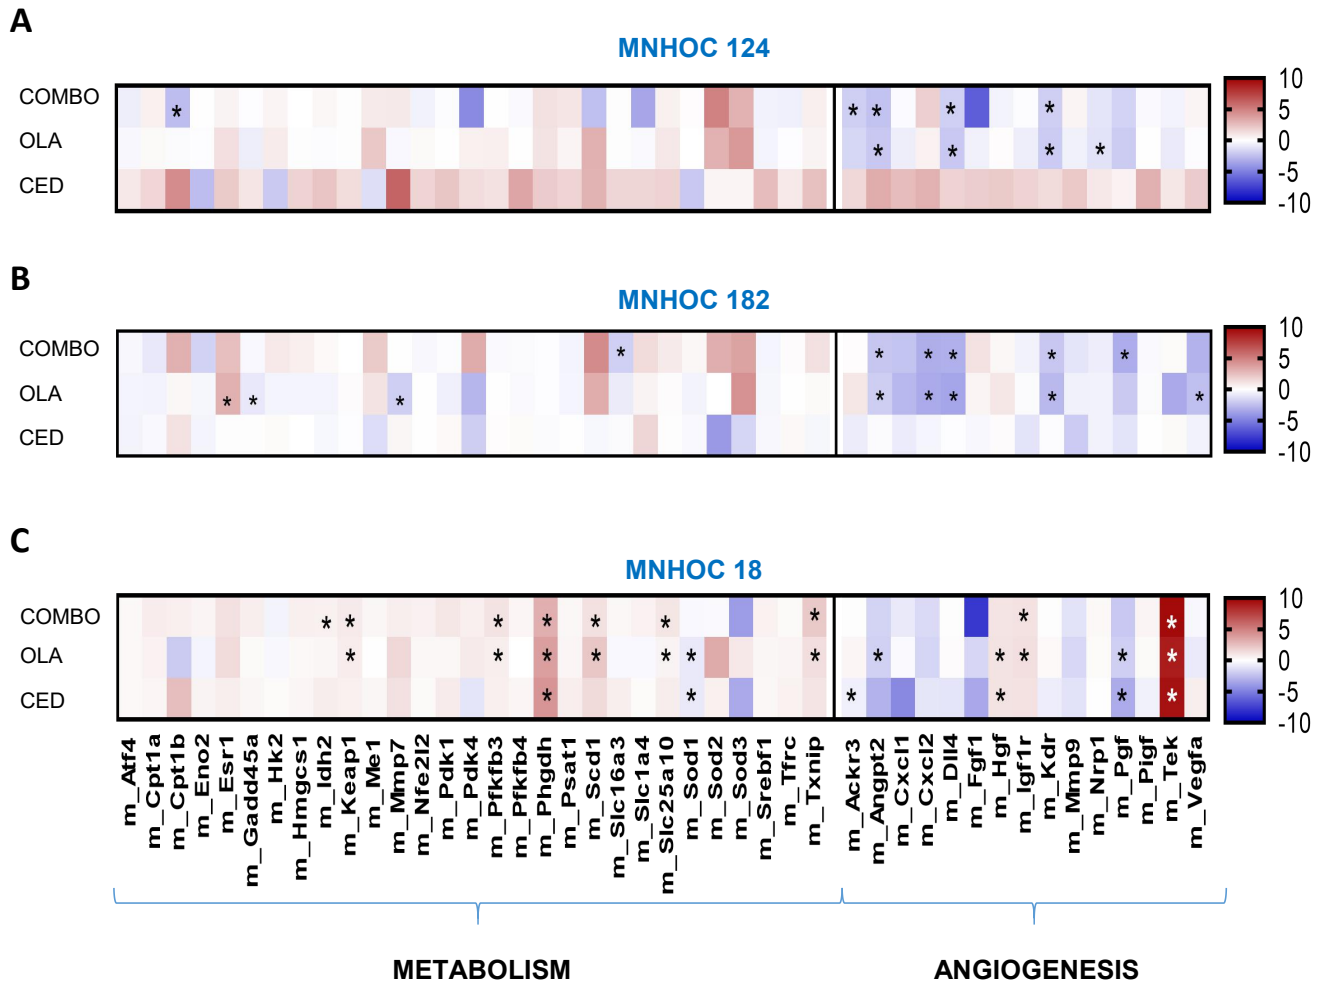 A
MNHOC 124
COMBO
OLA
CED
* * * * *
* * * *
10
5
0
-5
-10
B
MNHOC 182
COMBO
OLA
CED
* * * * * *
* * * * * * * *
10
5
0
-5
-10
C
MNHOC 18
COMBO
OLA
CED
* * * * * * * * *
* * * * * * * * * * * *
* * * * * *
10
5
0
-5
-10
m_Atf4
m_Cpt1a
m_Cpt1b
m_Eno2
m_Esr1
m_Gadd45a
m_Hk2
m_Hmgcs1
m_Idh2
m_Keap1
m_Me1
m_Mmp7
m_Nfe2l2
m_Pdk1
m_Pdk4
m_Pfkfb3
m_Pfkfb4
m_Phgdh
m_Psat1
m_Scd1
m_Slc16a3
m_Slc1a4
m_Slc25a10
m_Sod1
m_Sod2
m_Sod3
m_Srebf1
m_Tfrc
m_Txnip
m_Ackr3
m_Angpt2
m_Cxcl1
m_Cxcl2
m_Dll4
m_Fgf1
m_Hgf
m_Igf1r
m_Kdr
m_Mmp9
m_Nrp1
m_Pgf
m_Pigf
m_Tek
m_Vegfa
METABOLISM
ANGIOGENESIS